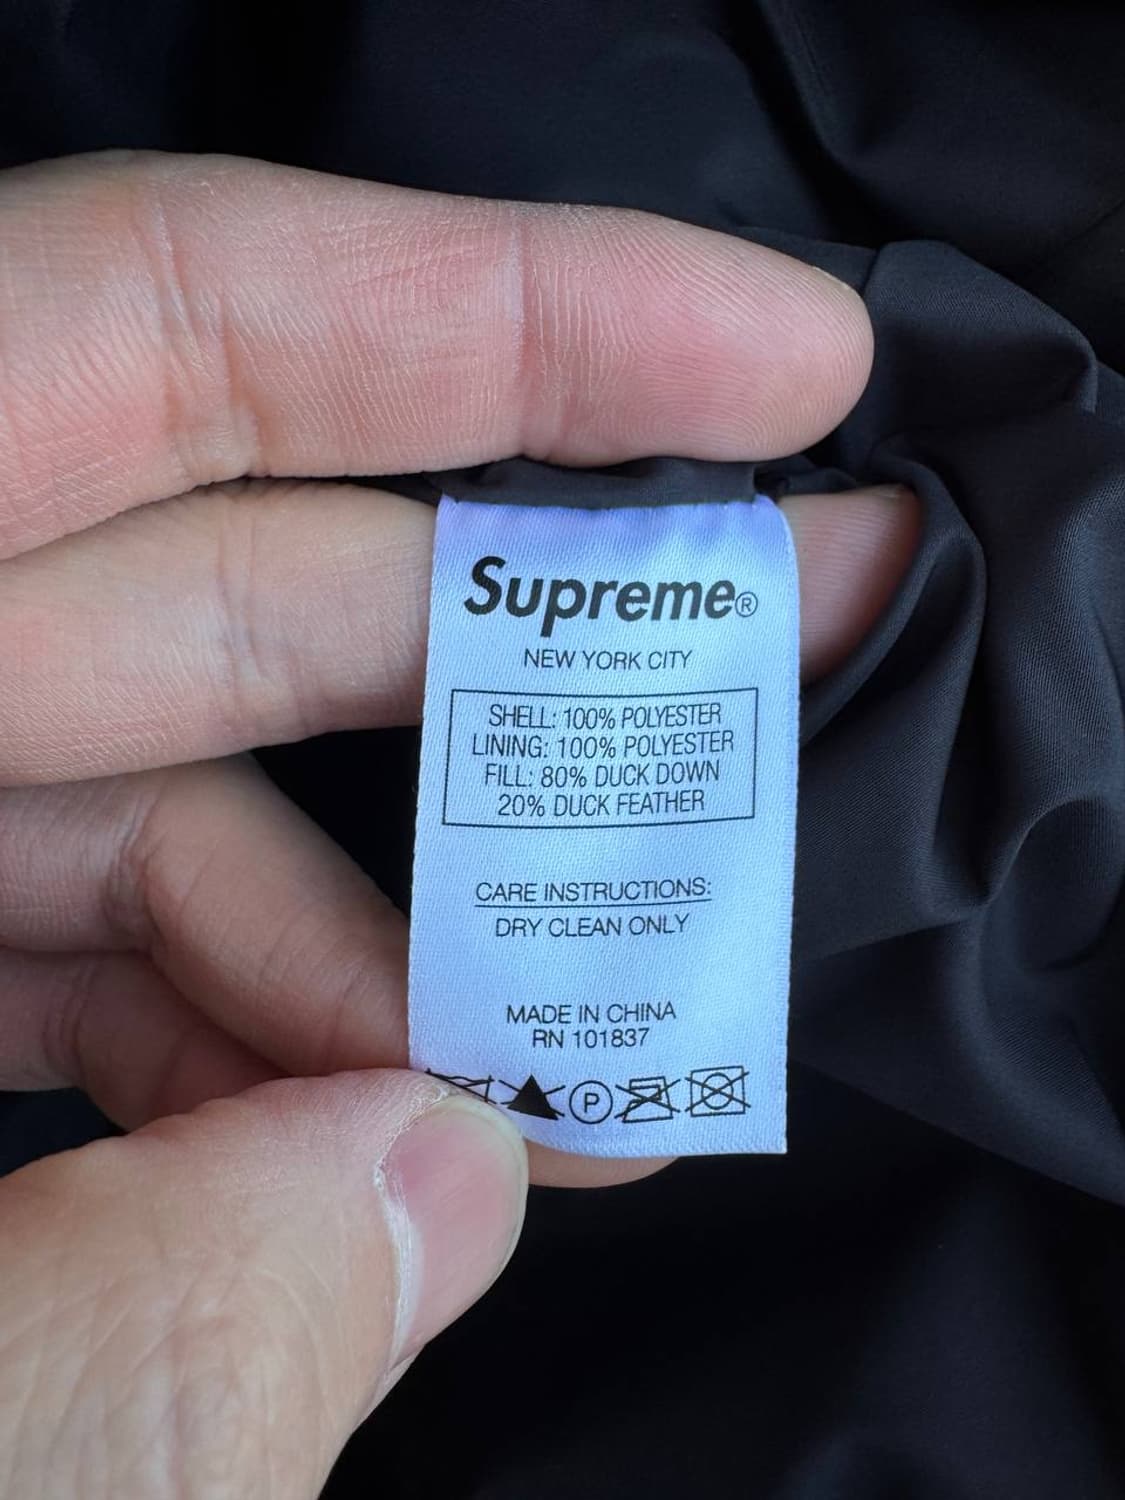 Supreme®
NEW YORK CITY
SHELL: 100% POLYESTER
LINING: 100% POLYESTER
FILL: 80% DUCK DOWN
20% DUCK FEATHER
CARE INSTRUCTIONS:
DRY CLEAN ONLY
MADE IN CHINA
RN 101837
P